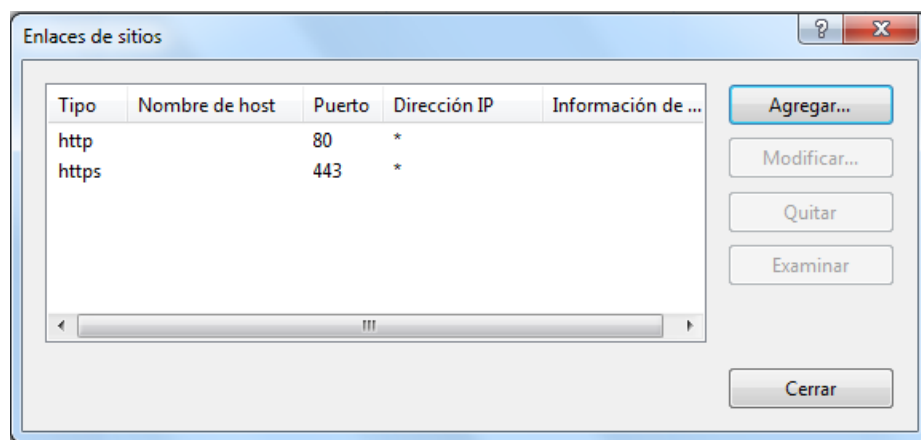 Enlaces de sitios
Tipo Nombre de host Puerto Dirección IP Información de ...
http 80 *
https 443 *
Agregar...
Modificar...
Quitar
Examinar
Cerrar